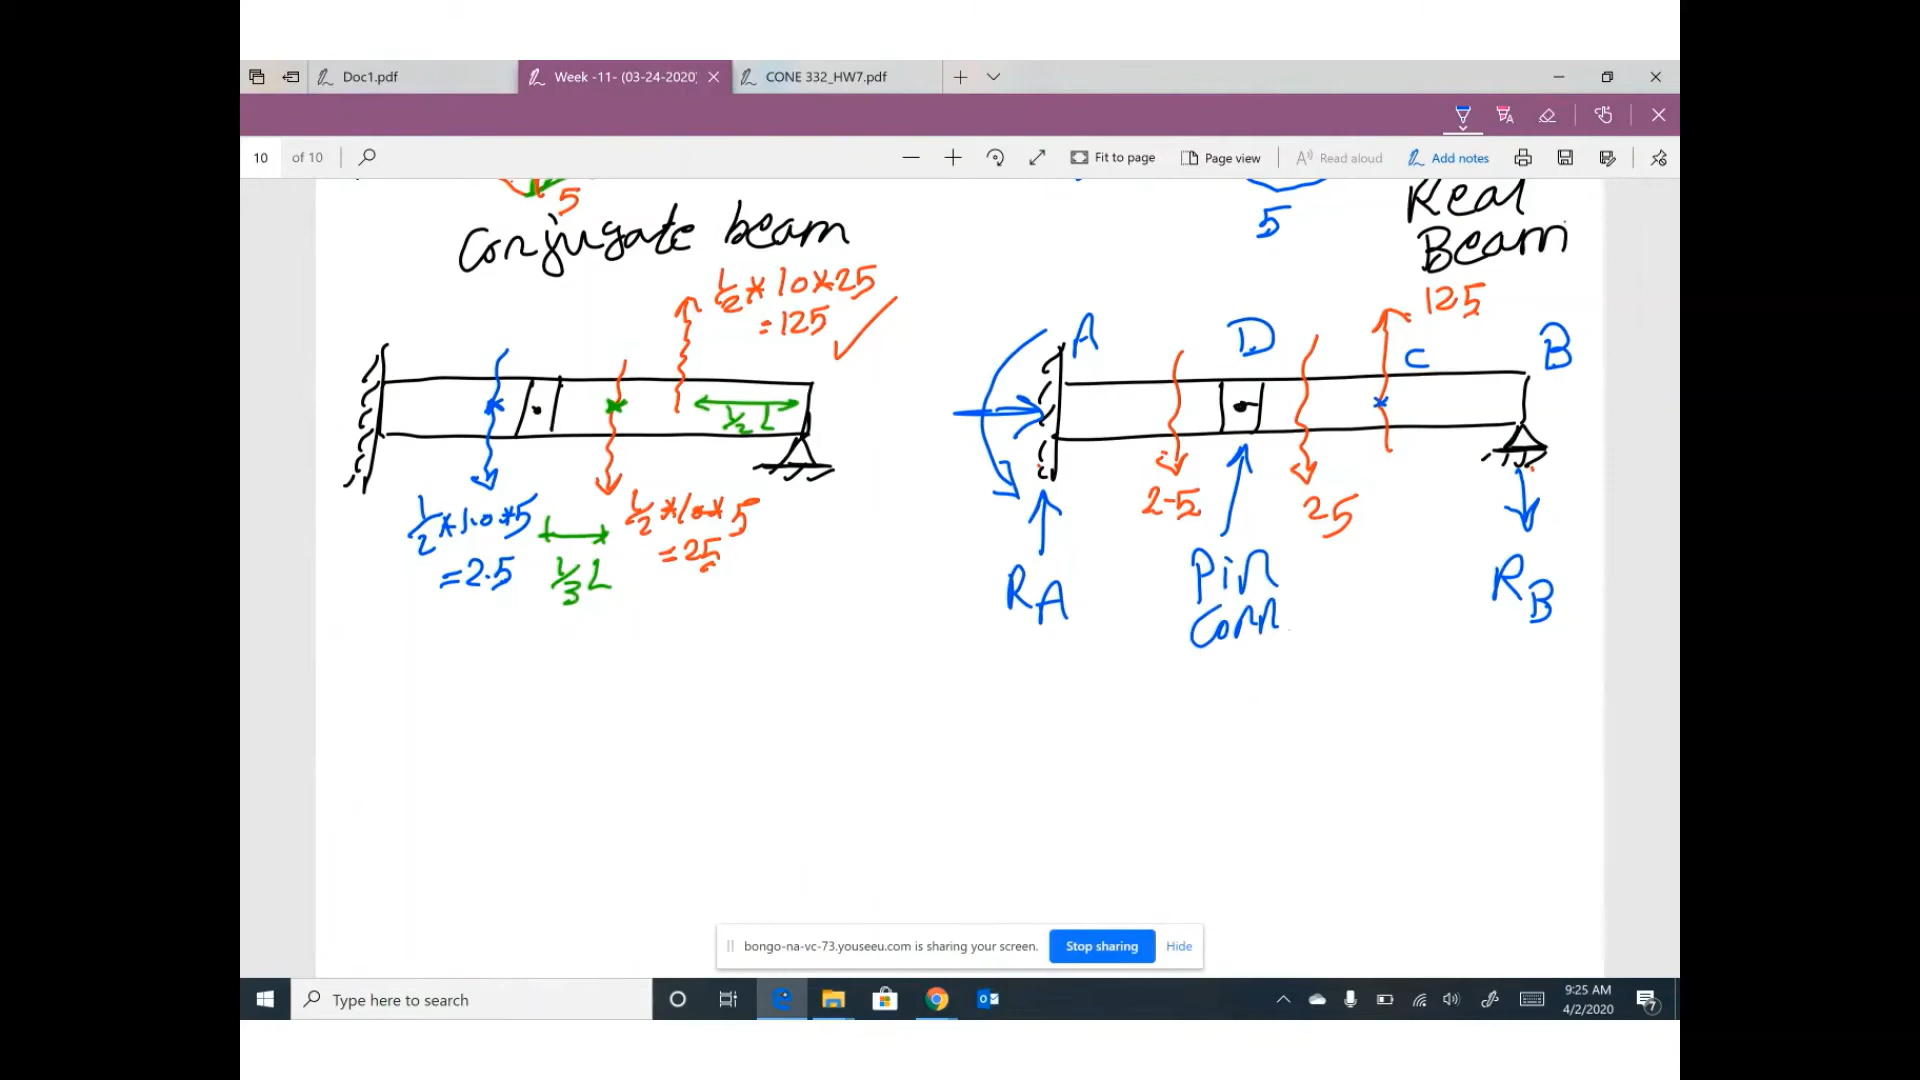 Doc1.pdf
Week -11- (03-24-2020)
CONE 332_HW7.pdf
10 of 10
Fit to page
Page view
Read aloud
Add notes
5
Conjugate beam
5
Real
Beam
1/2*10*25
=125
1/2 L
1/2*1.0*5
=2.5
1/3 L
1/2*10*5
=25
A
D
125
C
B
2.5
25
RA
Pin
Conn.
RB
bongo-na-vc-73.youseeu.com is sharing your screen.
Stop sharing
Hide
Type here to search
9:25 AM
4/2/2020
7